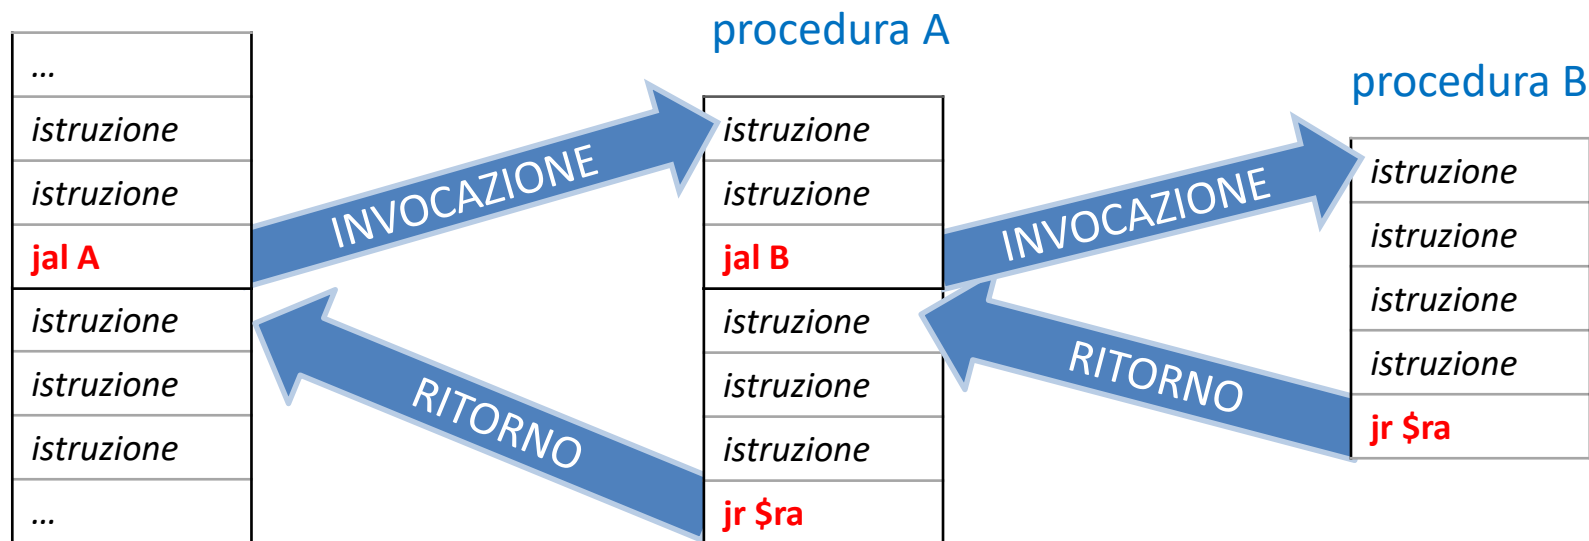 …
istruzione
istruzione
jal A
istruzione
istruzione
istruzione
…
INVOCAZIONE
RITORNO
procedura A
istruzione
istruzione
jal B
istruzione
istruzione
istruzione
jr $ra
INVOCAZIONE
RITORNO
procedura B
istruzione
istruzione
istruzione
istruzione
jr $ra